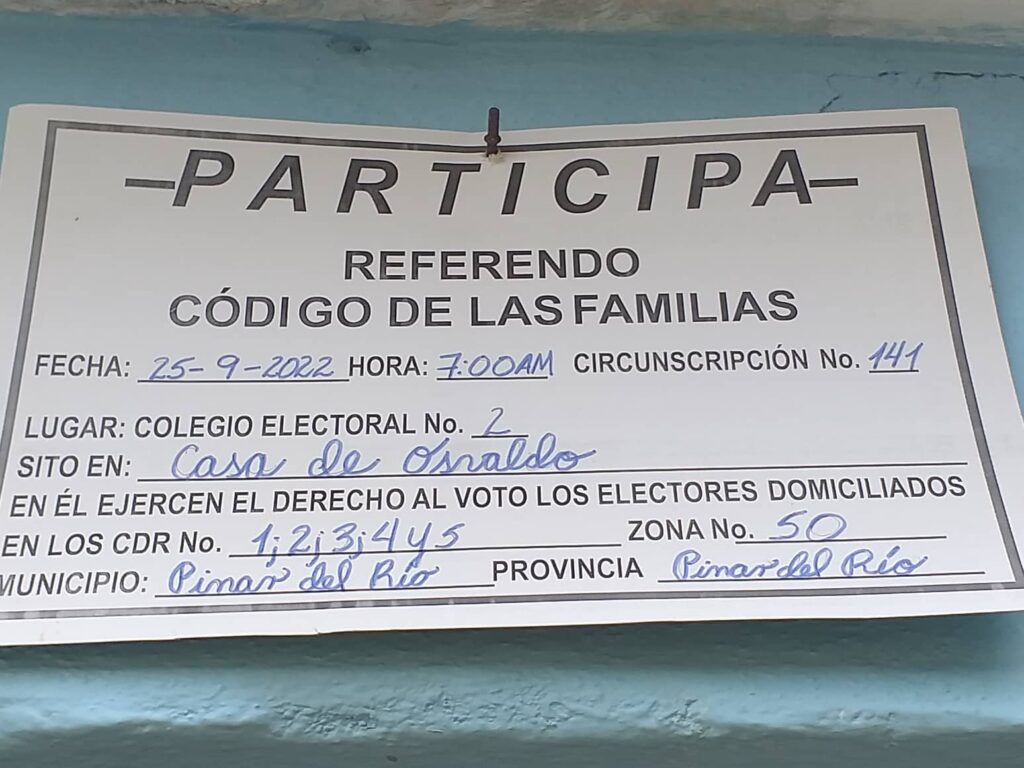 PARTICIPA
REFERENDO
CÓDIGO DE LAS FAMILIAS
FECHA: 25-9-2022 HORA: 7:00AM CIRCUNSCRIPCIÓN No. 141
LUGAR: COLEGIO ELECTORAL No. 2
SITO EN: Casa de Osvaldo
EN ÉL EJERCEN EL DERECHO AL VOTO LOS ELECTORES DOMICILIADOS
EN LOS CDR No. 1; 2; 3; 4 y 5 ZONA No. 50
MUNICIPIO: Pinar del Río PROVINCIA Pinar del Río